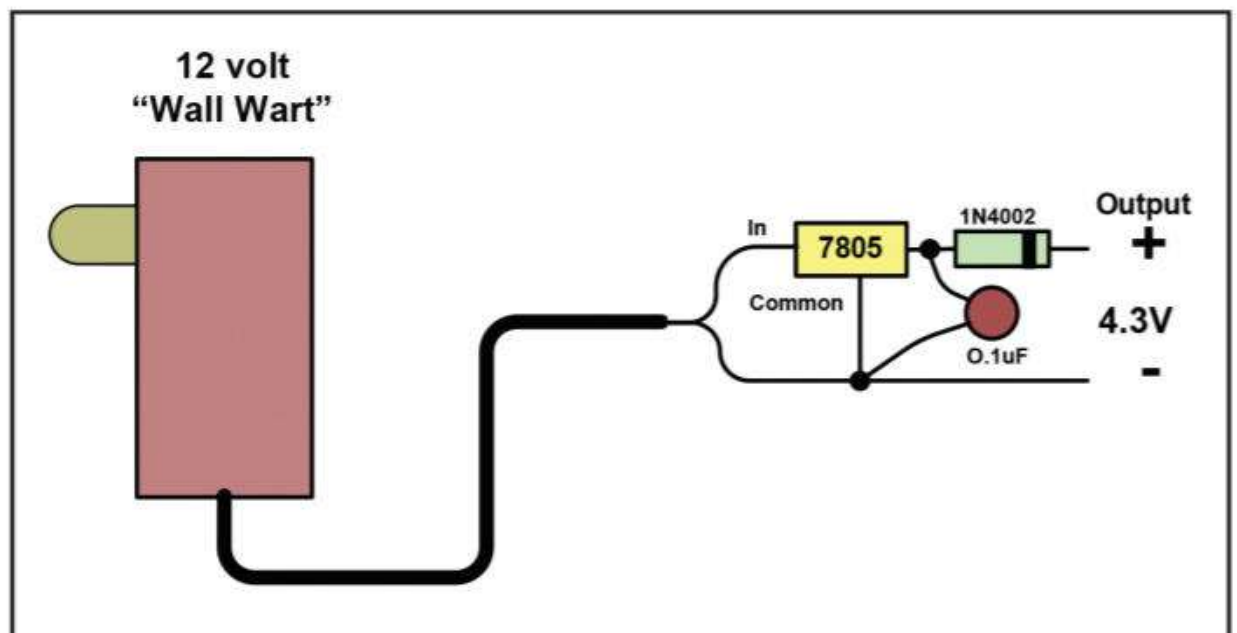 12 volt
“Wall Wart”
Output
1N4002
+
In
7805
Common
4.3V
O.1uF
-